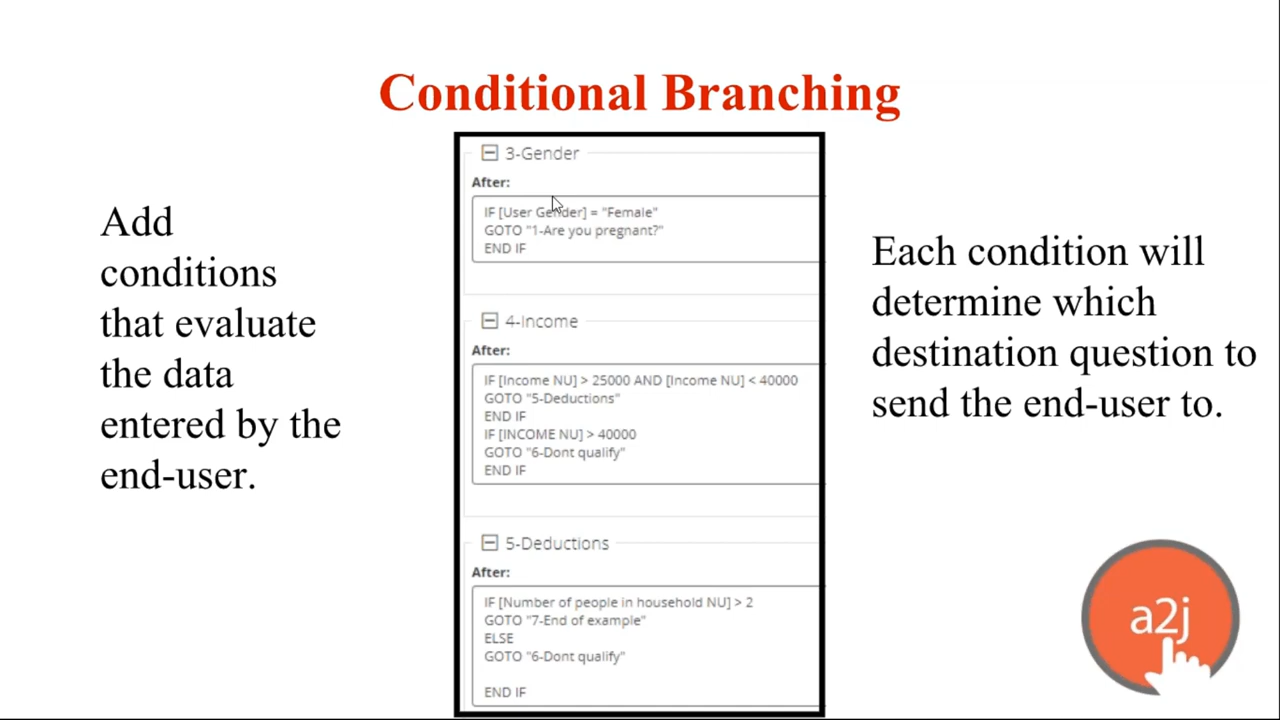 Conditional Branching
Add
conditions
that evaluate
the data
entered by the
end-user.
3-Gender
After:
IF [User Gender] = "Female"
GOTO "1-Are you pregnant?"
END IF
4-Income
After:
IF [Income NU] > 25000 AND [Income NU] < 40000
GOTO "5-Deductions"
END IF
IF [INCOME NU] > 40000
GOTO "6-Dont qualify"
END IF
5-Deductions
After:
IF [Number of people in household NU] > 2
GOTO "7-End of example"
ELSE
GOTO "6-Dont qualify"
END IF
Each condition will
determine which
destination question to
send the end-user to.
a2j